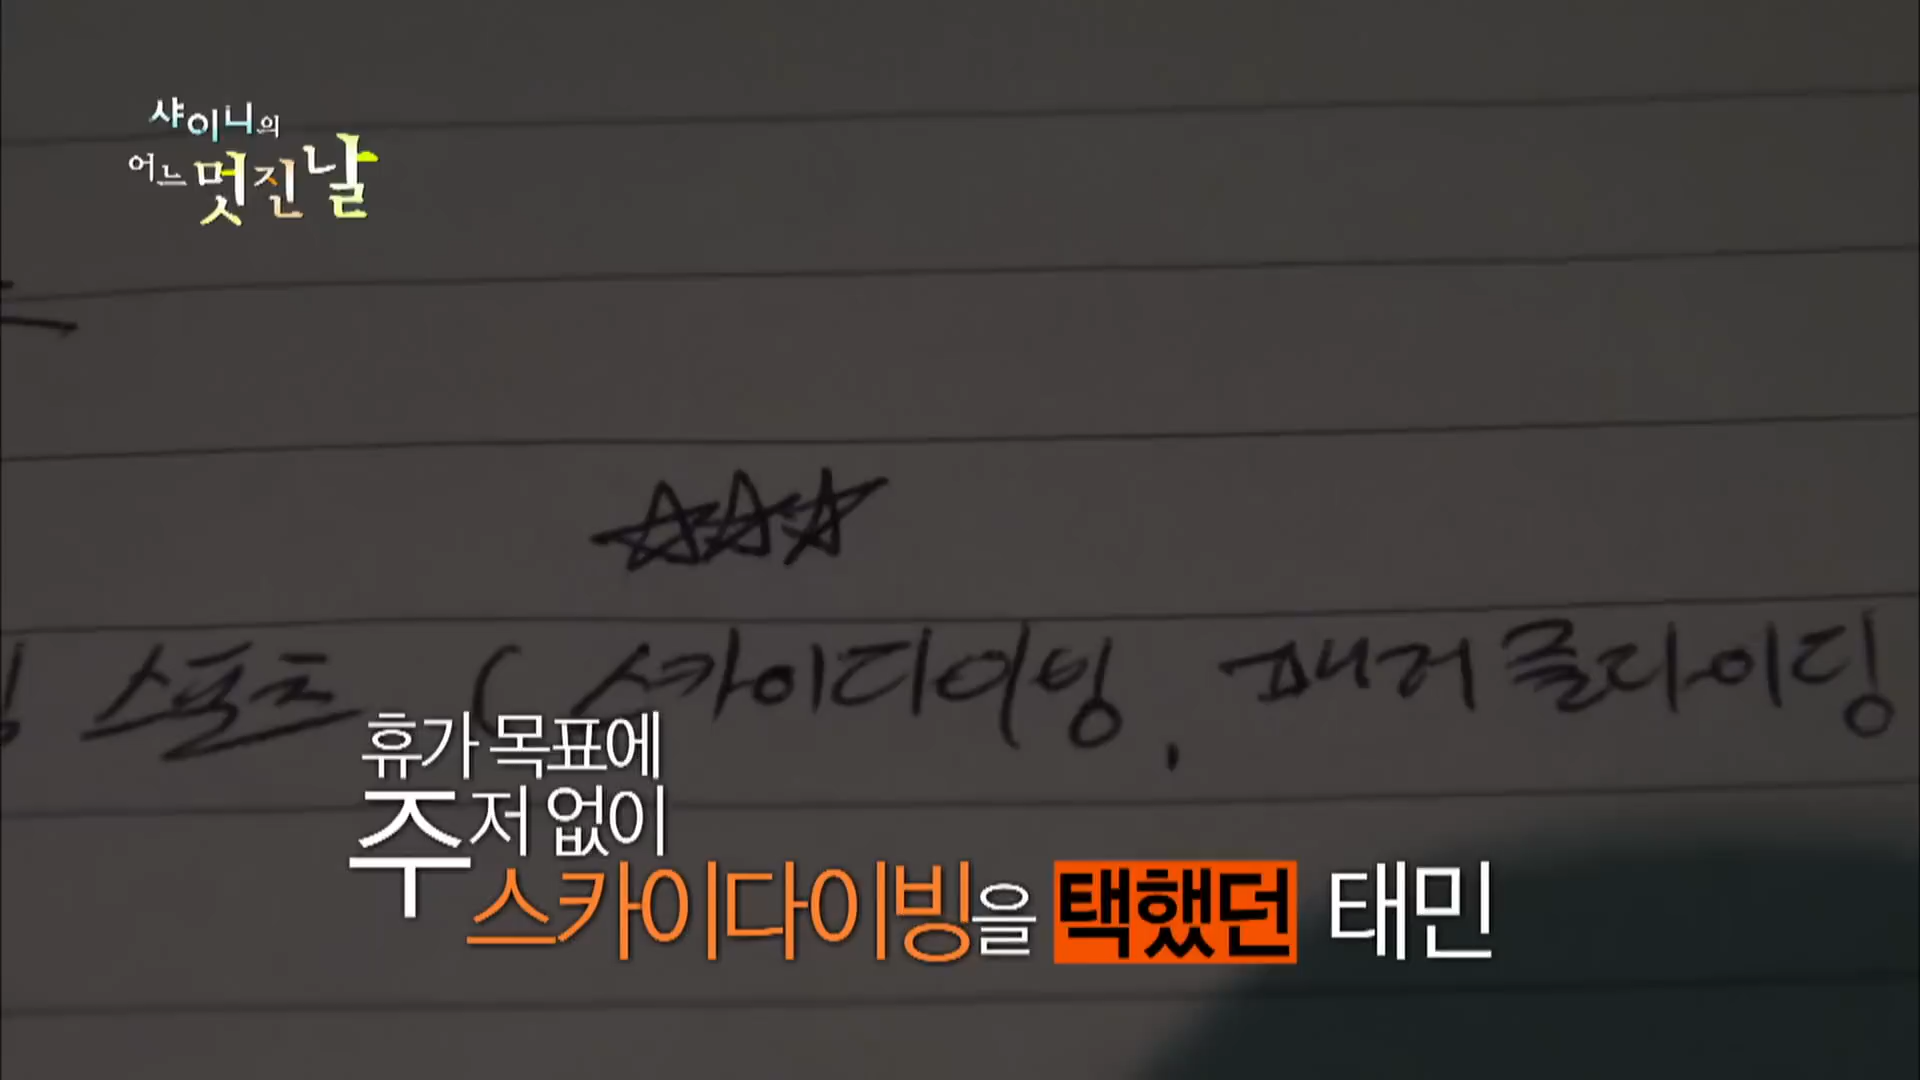 샤이니의
어느 멋진 날
스포츠 ( 스카이다이빙, 패러글라이딩
휴가 목표에
주저 없이
스카이다이빙을 택했던 태민